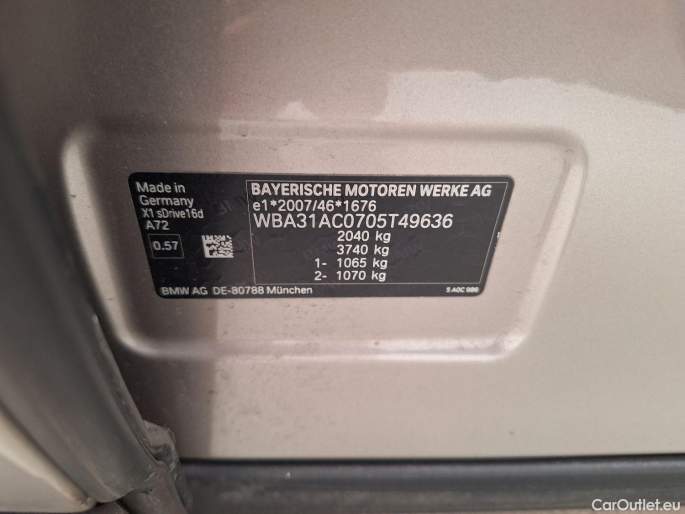 Made in
Germany
X1 sDrive16d
A72
0.57
BAYERISCHE MOTOREN WERKE AG
e1*2007/46*1676
WBA31AC0705T49636
2040 kg
3740 kg
1- 1065 kg
2- 1070 kg
BMW AG DE-80788 München
CarOutlet.eu